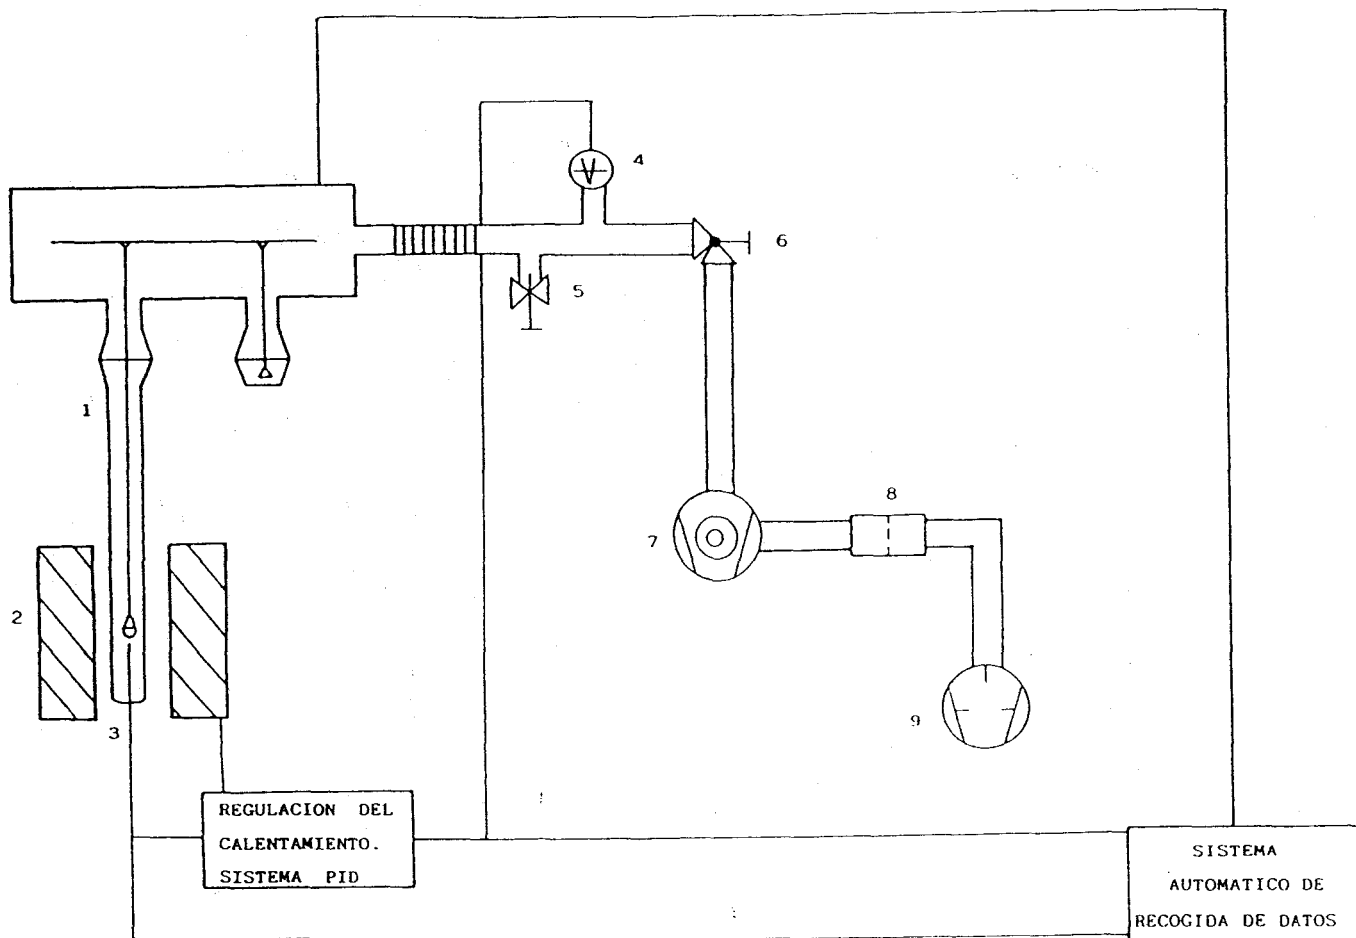 4
6
5
1
8
7
2
9
3
REGULACION DEL
CALENTAMIENTO.
SISTEMA PID
SISTEMA
AUTOMATICO DE
RECOGIDA DE DATOS